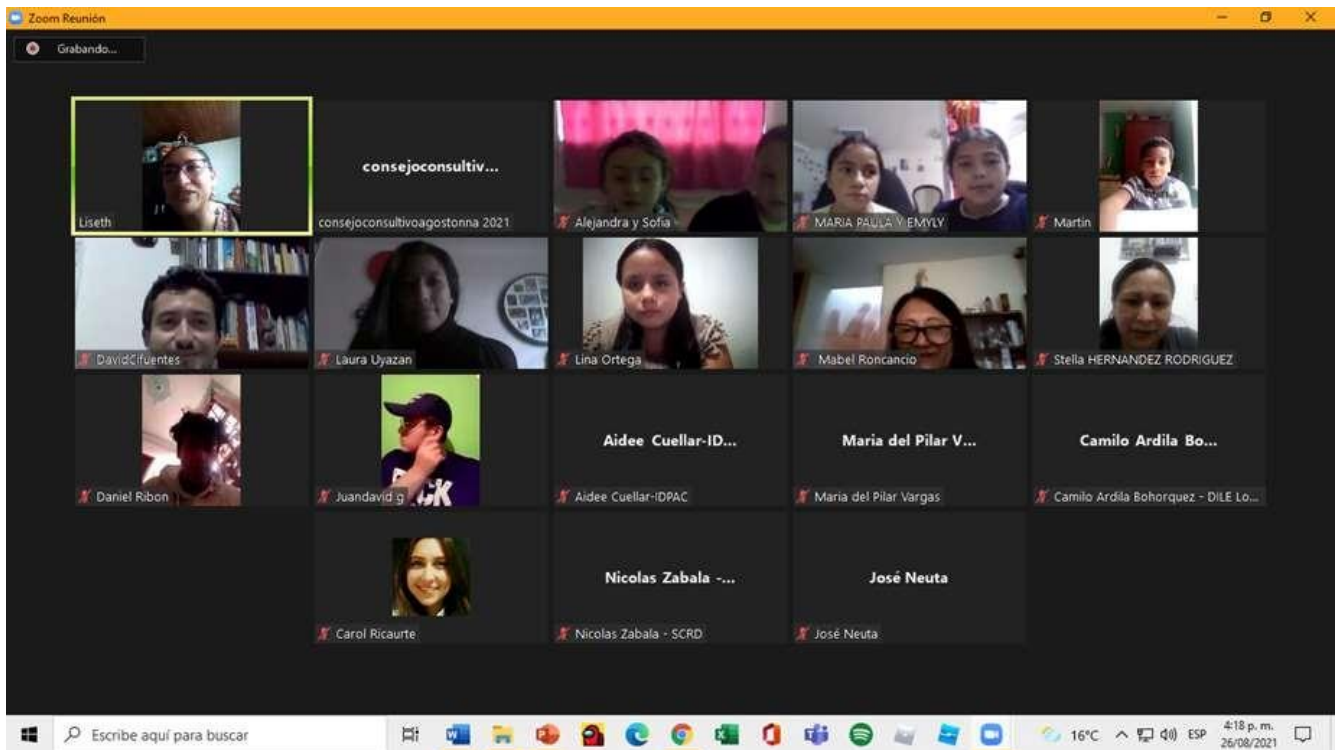 Zoom Reunión
Grabando...
Liseth
consejoconsultiv...
consejoconsultivoagostonna 2021
Alejandra y Sofia
MARIA PAULA Y EMYLY
Martin
DavidCifuentes
Laura Uyazan
Lina Ortega
Mabel Roncancio
Stella HERNANDEZ RODRIGUEZ
Daniel Ribon
Juandavid g
Aidee Cuellar-ID...
Aidee Cuellar-IDPAC
Maria del Pilar V...
Maria del Pilar Vargas
Camilo Ardila Bo...
Camilo Ardila Bohorquez - DILE Lo...
Carol Ricaurte
Nicolas Zabala -...
Nicolas Zabala - SCRD
José Neuta
José Neuta
Escribe aquí para buscar
16°C
ESP
4:18 p. m.
26/08/2021